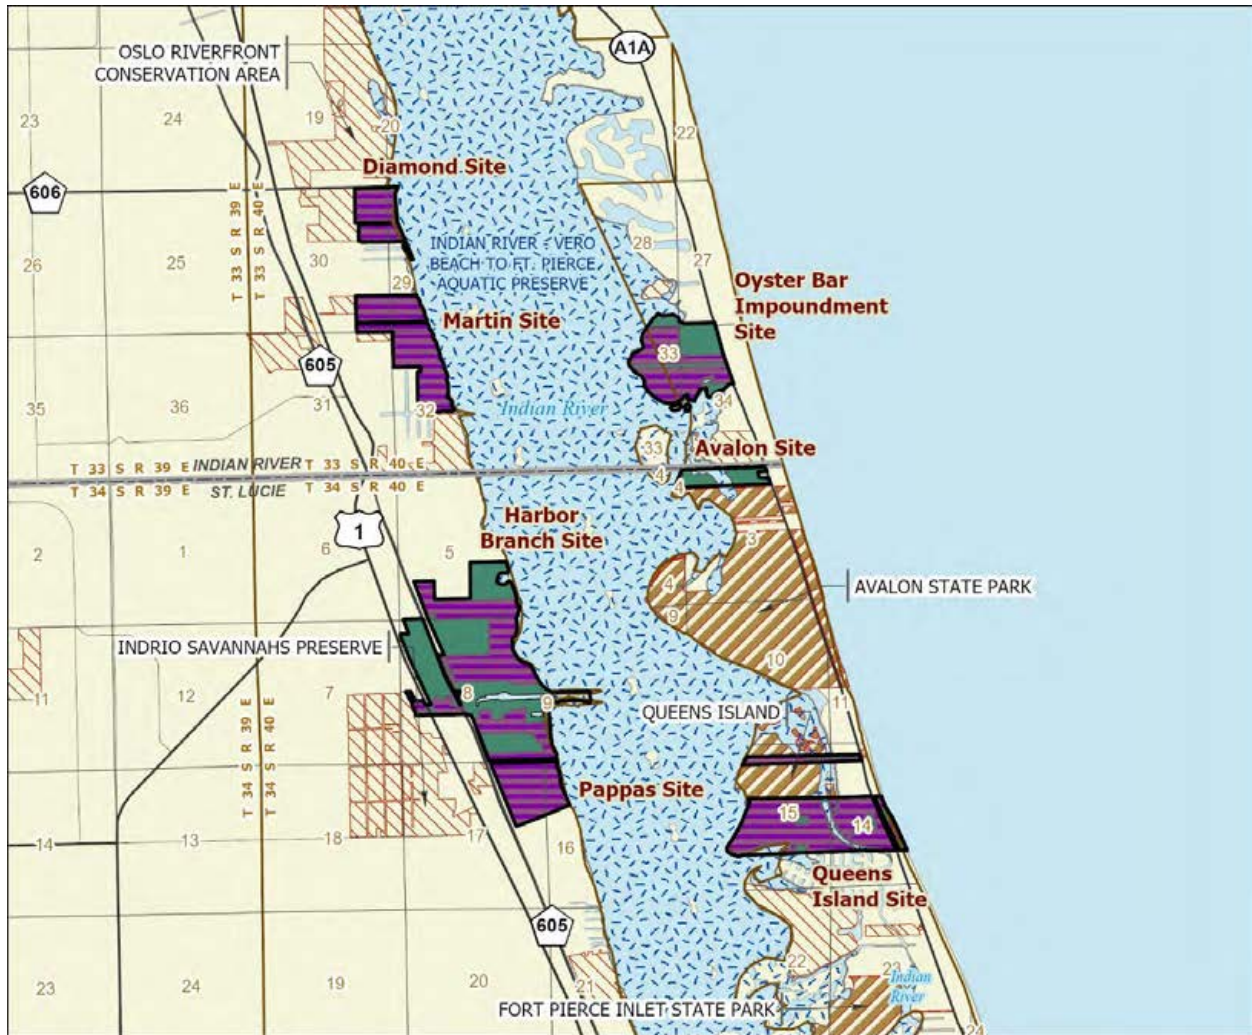 A1A
OSLO RIVERFRONT
CONSERVATION AREA
23
24
19
20
22
Diamond Site
606
T 33 S R 39 E
T 33 S R 40 E
26
25
30
29
INDIAN RIVER - VERO
BEACH TO FT. PIERCE
AQUATIC PRESERVE
28
27
Oyster Bar
Impoundment
Site
Martin Site
33
605
35
36
31
32
Indian River
34
33
Avalon Site
T 33 S R 39 E
INDIAN RIVER
T 33 S R 40 E
T 34 S R 39 E
ST. LUCIE
T 34 S R 40 E
4
4
1
Harbor
Branch Site
2
1
6
5
3
4
AVALON STATE PARK
9
INDRIO SAVANNAHS PRESERVE
10
11
12
7
8
9
QUEENS ISLAND
11
T 34 S R 39 E
T 34 S R 40 E
Pappas Site
15
14
14
13
18
17
16
Queens
Island Site
605
23
24
19
20
21
22
23
Indian
River
FORT PIERCE INLET STATE PARK
24